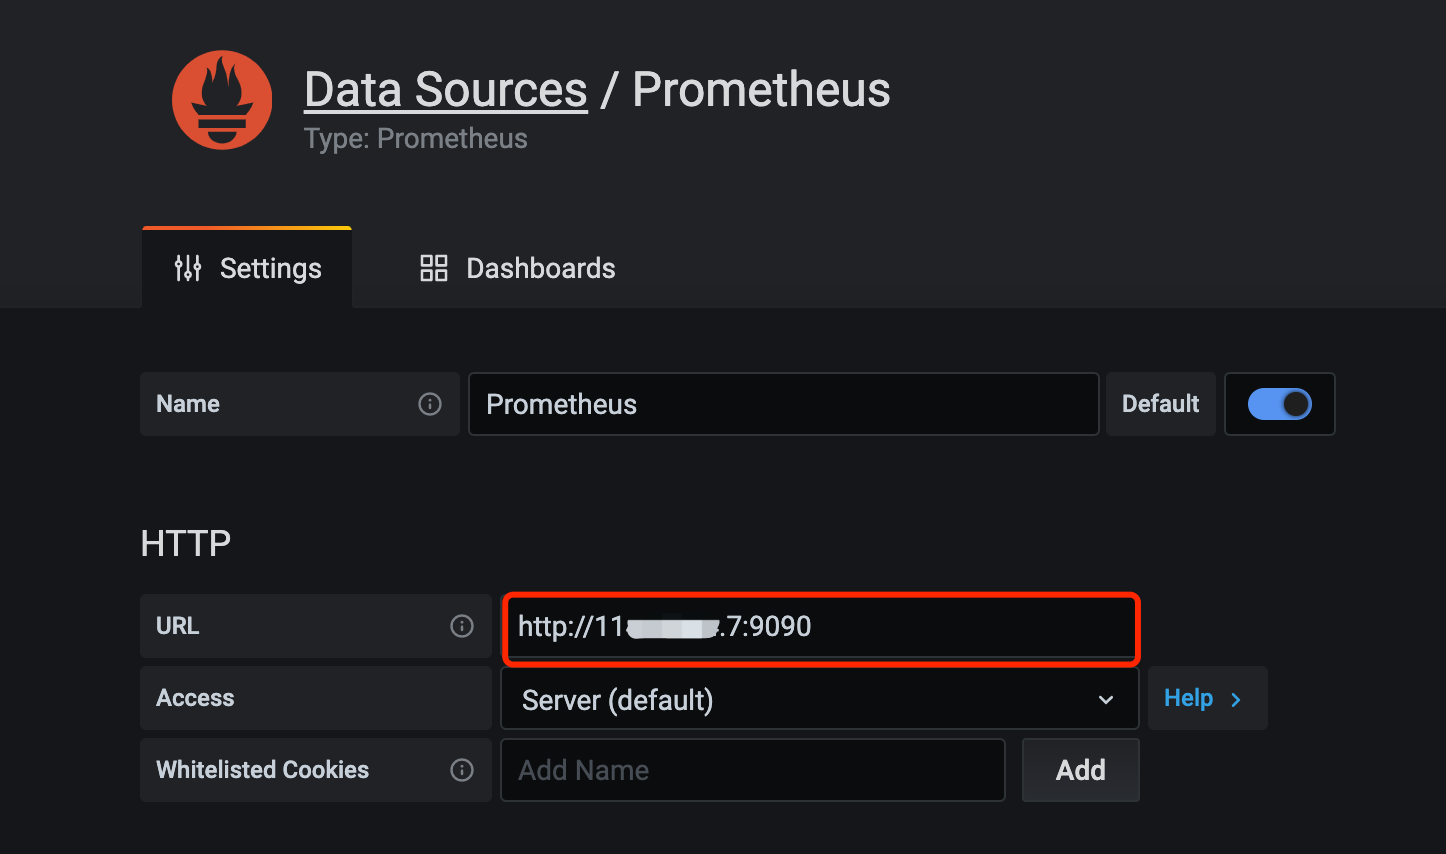 Data Sources / Prometheus
Type: Prometheus
Settings
Dashboards
Name
Prometheus
Default
HTTP
URL
http://11 .7:9090
Access
Server (default)
Help
Whitelisted Cookies
Add Name
Add